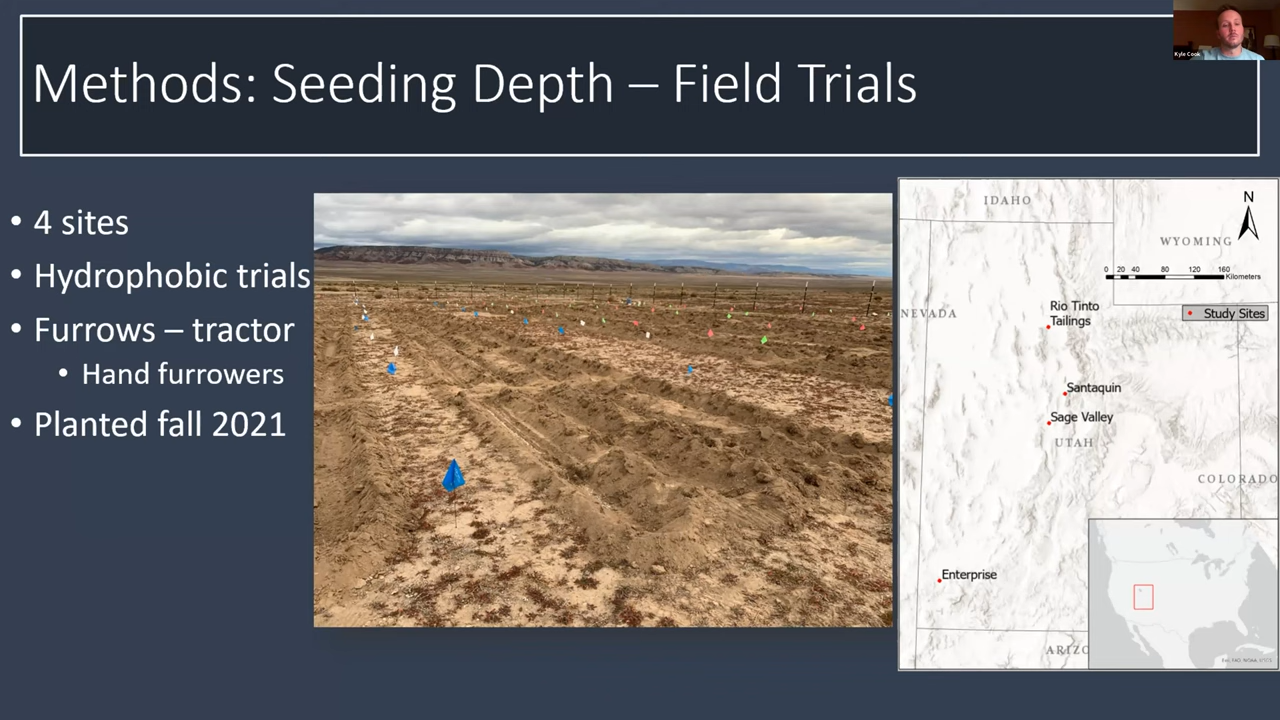 Kyle Cook
Methods: Seeding Depth – Field Trials
• 4 sites
• Hydrophobic trials
• Furrows – tractor
• Hand furrowers
• Planted fall 2021
IDAHO
N
WYOMING
0 20 40 80 120 160
Kilometers
Rio Tinto
Tailings
NEVADA
Study Sites
Santaquin
Sage Valley
UTAH
COLORADO
Enterprise
ARIZO